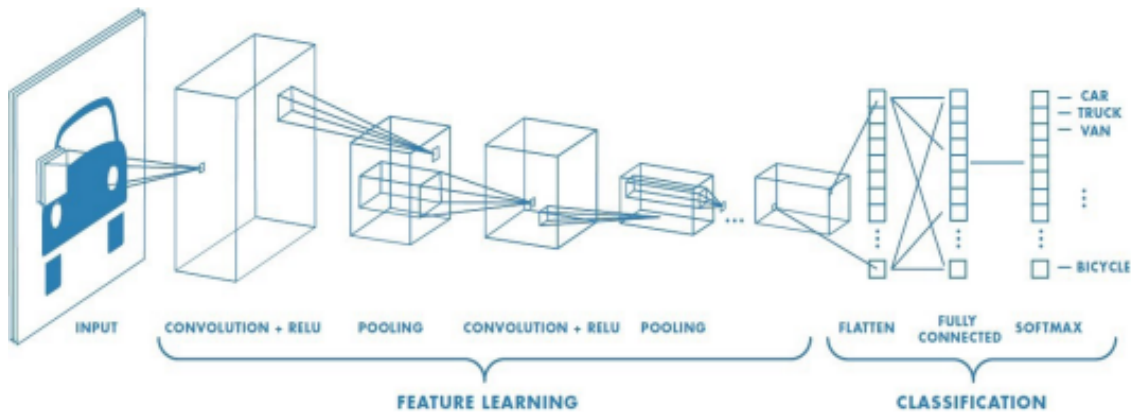 CAR
TRUCK
VAN
BICYCLE
INPUT
CONVOLUTION + RELU
POOLING
CONVOLUTION + RELU
POOLING
FLATTEN
FULLY
CONNECTED
SOFTMAX
FEATURE LEARNING
CLASSIFICATION